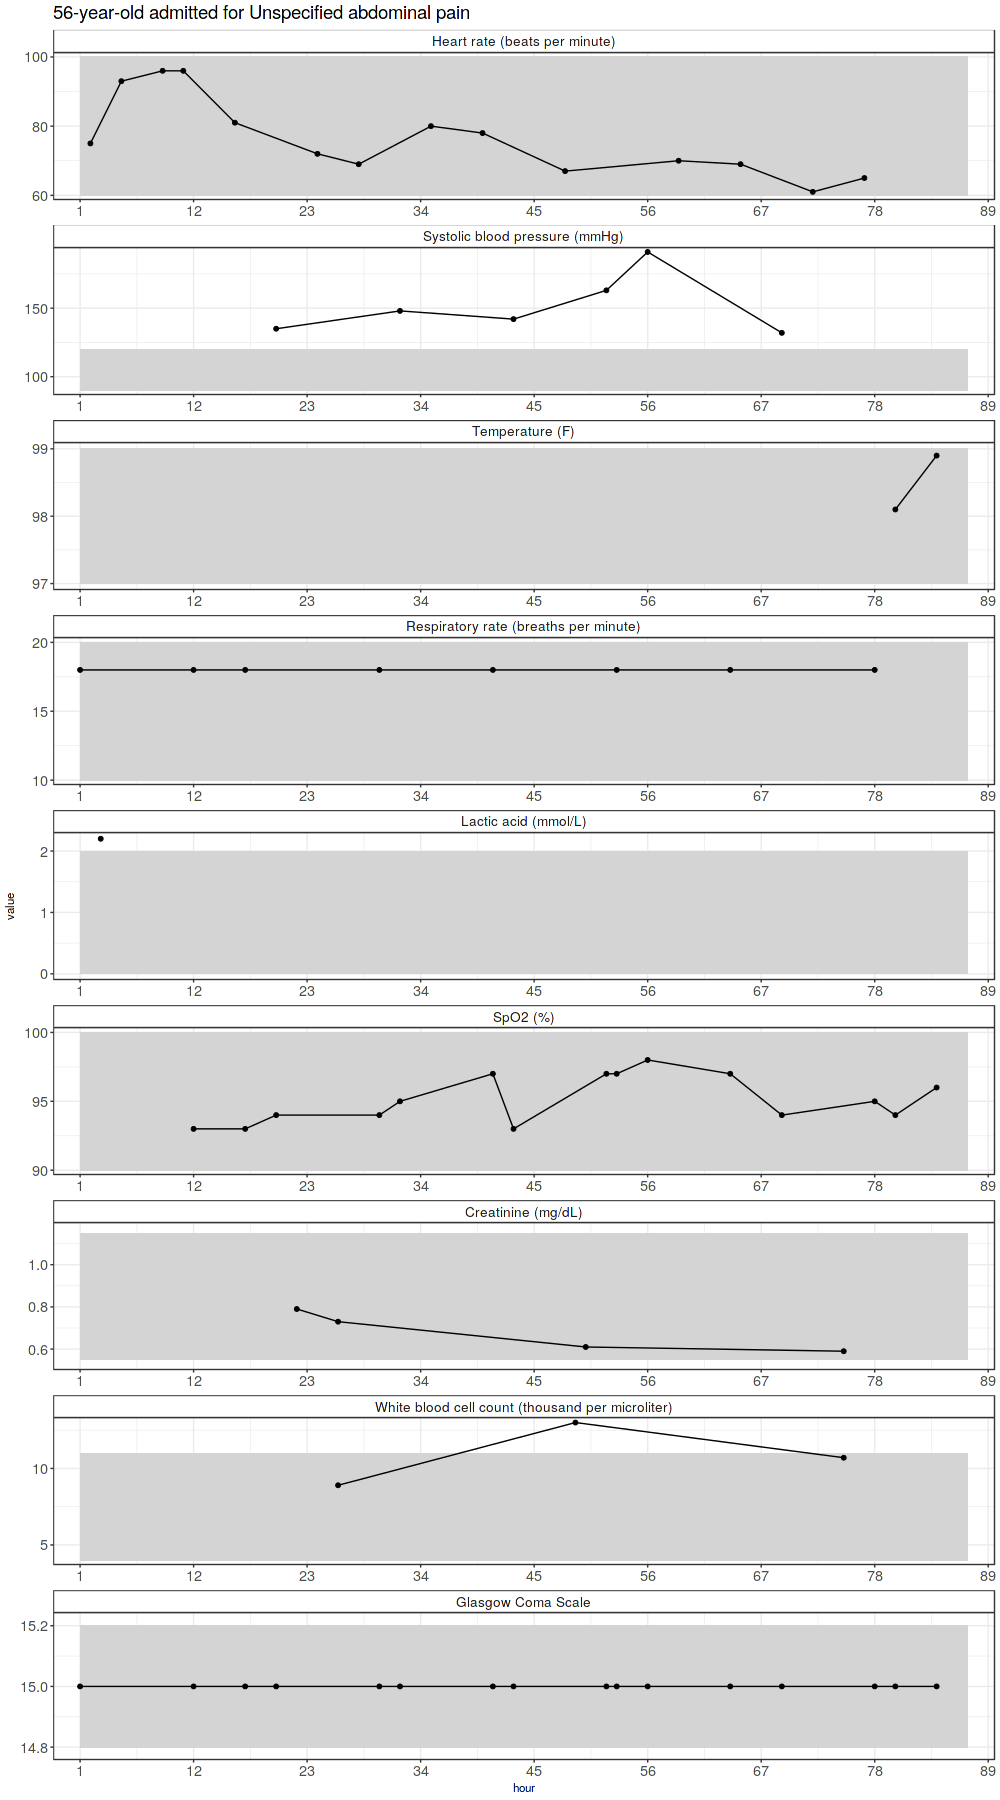 56-year-old admitted for Unspecified abdominal pain
Heart rate (beats per minute)
100
80
60
1 12 23 34 45 56 67 78 89
Systolic blood pressure (mmHg)
150
100
1 12 23 34 45 56 67 78 89
Temperature (F)
99
98
97
1 12 23 34 45 56 67 78 89
Respiratory rate (breaths per minute)
20
15
10
1 12 23 34 45 56 67 78 89
Lactic acid (mmol/L)
2
1
0
1 12 23 34 45 56 67 78 89
value
SpO2 (%)
100
95
90
1 12 23 34 45 56 67 78 89
Creatinine (mg/dL)
1.0
0.8
0.6
1 12 23 34 45 56 67 78 89
White blood cell count (thousand per microliter)
10
5
1 12 23 34 45 56 67 78 89
Glasgow Coma Scale
15.2
15.0
14.8
1 12 23 34 45 56 67 78 89
hour